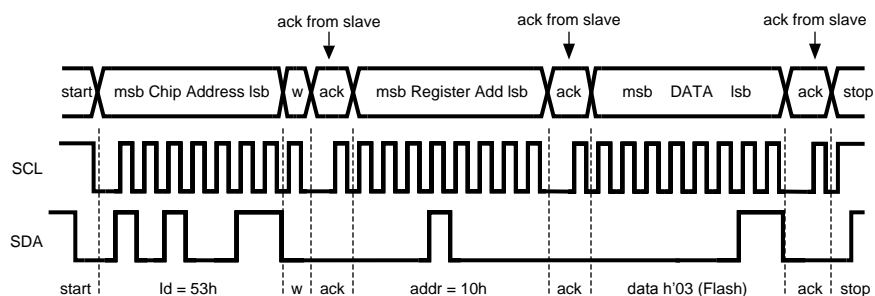 ack from slave ack from slave ack from slave
start msb Chip Address lsb w ack msb Register Add lsb ack msb DATA lsb ack stop
SCL
SDA
start Id = 53h w ack addr = 10h ack data h'03 (Flash) ack stop